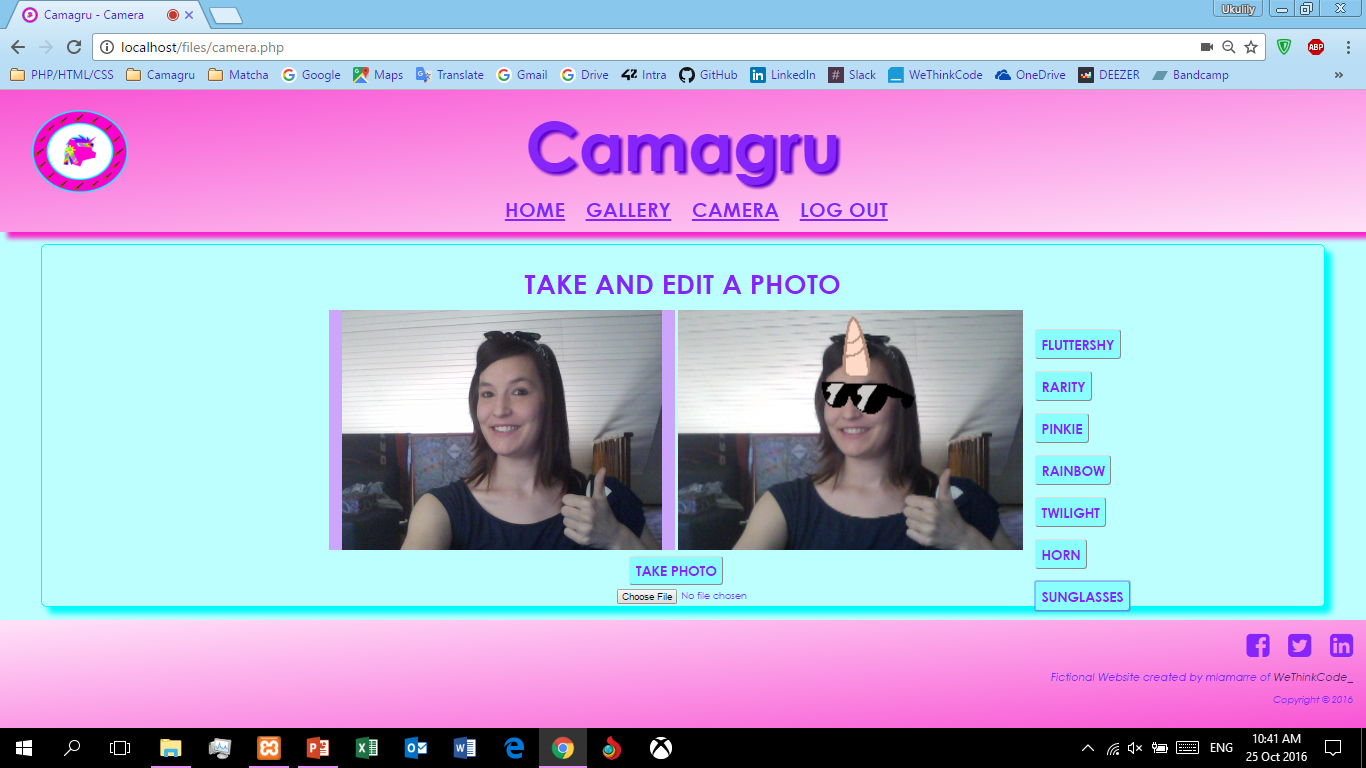 Camagru - Camera
Ukulily
localhost/files/camera.php
ABP
PHP/HTML/CSS Camagru Matcha Google Maps Translate Gmail Drive 42 Intra GitHub LinkedIn # Slack WeThinkCode OneDrive DEEZER Bandcamp »
Camagru
HOME GALLERY CAMERA LOG OUT
TAKE AND EDIT A PHOTO
FLUTTERSHY
RARITY
PINKIE
RAINBOW
TWILIGHT
HORN
SUNGLASSES
TAKE PHOTO
Choose File No file chosen
Fictional Website created by mlamarre of WeThinkCode_
Copyright © 2016
ENG
10:41 AM
25 Oct 2016